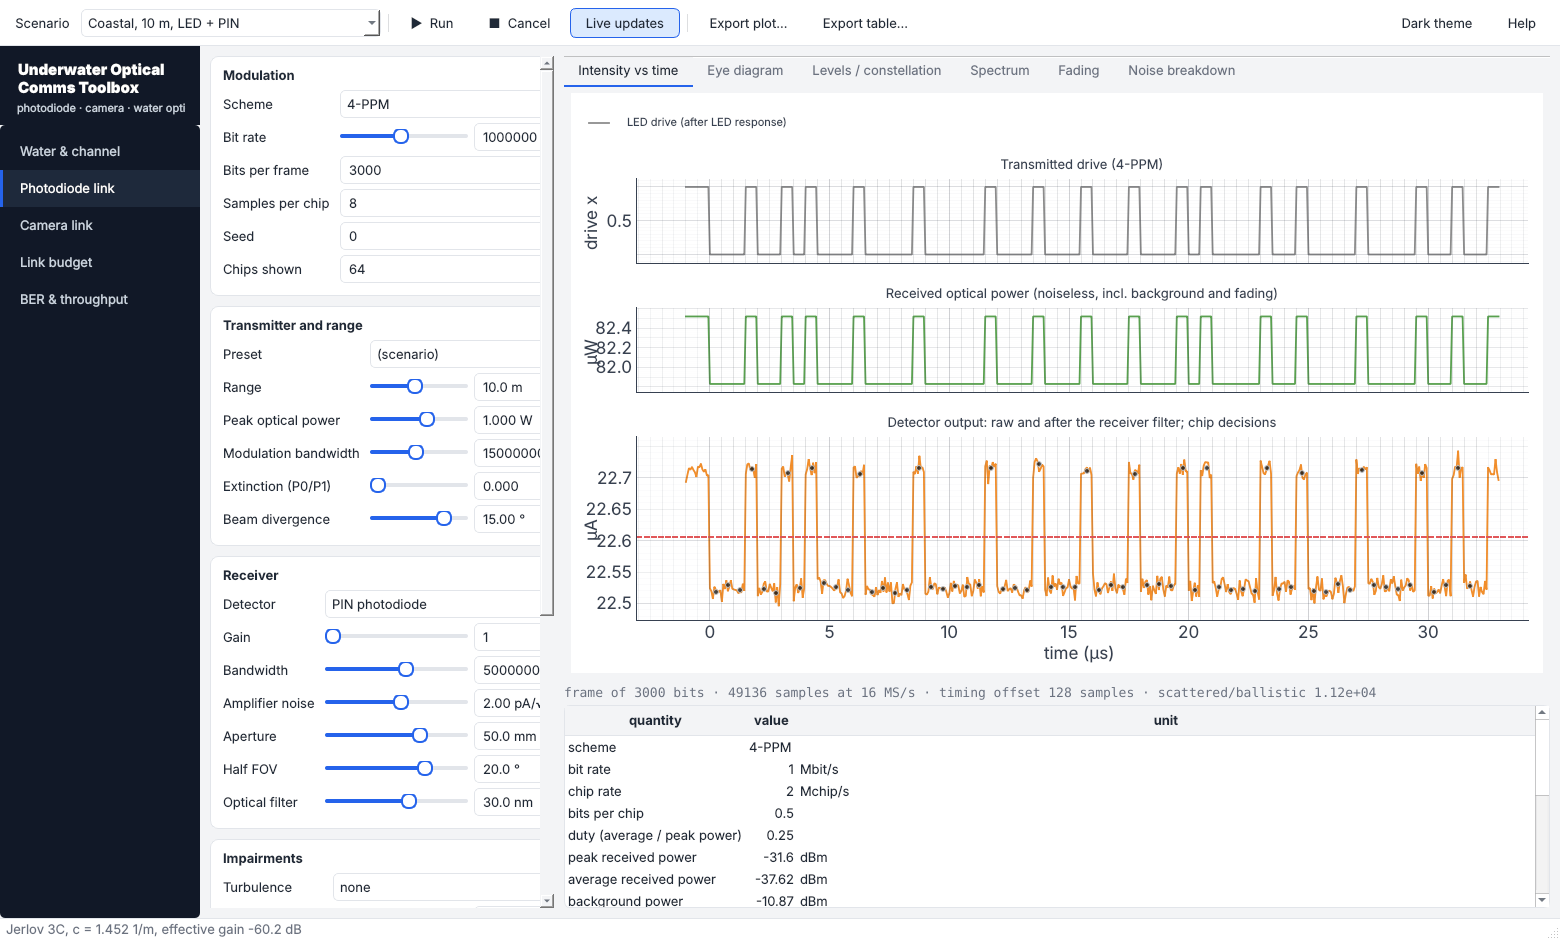 Scenario
Coastal, 10 m, LED + PIN
Run
Cancel
Live updates
Export plot...
Export table...
Dark theme
Help
Underwater Optical
Comms Toolbox
photodiode · camera · water opti
Water & channel
Photodiode link
Camera link
Link budget
BER & throughput
Modulation
Scheme 4-PPM
Bit rate 1000000
Bits per frame 3000
Samples per chip 8
Seed 0
Chips shown 64
Transmitter and range
Preset (scenario)
Range 10.0 m
Peak optical power 1.000 W
Modulation bandwidth 15000000
Extinction (P0/P1) 0.000
Beam divergence 15.00 °
Receiver
Detector PIN photodiode
Gain 1
Bandwidth 5000000
Amplifier noise 2.00 pA/√
Aperture 50.0 mm
Half FOV 20.0 °
Optical filter 30.0 nm
Impairments
Turbulence none
Intensity vs time
Eye diagram
Levels / constellation
Spectrum
Fading
Noise breakdown
LED drive (after LED response)
Transmitted drive (4-PPM)
drive x
0.5
Received optical power (noiseless, incl. background and fading)
µW
82.4
82.2
82.0
Detector output: raw and after the receiver filter; chip decisions
µA
22.7
22.65
22.6
22.55
22.5
0 5 10 15 20 25 30
time (µs)
frame of 3000 bits · 49136 samples at 16 MS/s · timing offset 128 samples · scattered/ballistic 1.12e+04
quantity value unit
scheme 4-PPM
bit rate 1 Mbit/s
chip rate 2 Mchip/s
bits per chip 0.5
duty (average / peak power) 0.25
peak received power -31.6 dBm
average received power -37.62 dBm
background power -10.87 dBm
Jerlov 3C, c = 1.452 1/m, effective gain -60.2 dB